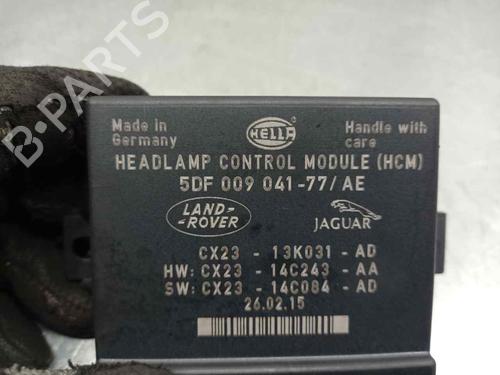 B-PARTS
Made in
Germany
HELLA
Handle with
care
HEADLAMP CONTROL MODULE (HCM)
5DF 009 041-77/AE
LAND-
ROVER
JAGUAR
CX23 - 13K031 - AD
HW: CX23 - 14C243 - AA
SW: CX23 - 14C084 - AD
26.02.15